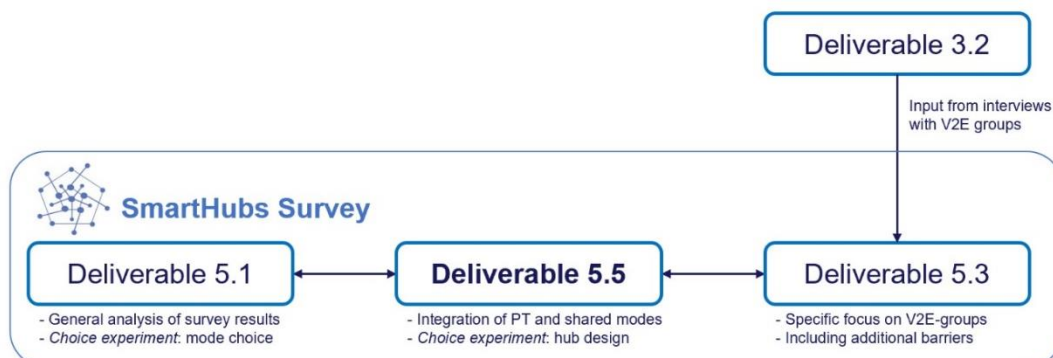 Deliverable 3.2
Input from interviews
with V2E groups
SmartHubs Survey
Deliverable 5.1
Deliverable 5.5
Deliverable 5.3
- General analysis of survey results
- Choice experiment: mode choice
- Integration of PT and shared modes
- Choice experiment: hub design
- Specific focus on V2E-groups
- Including additional barriers